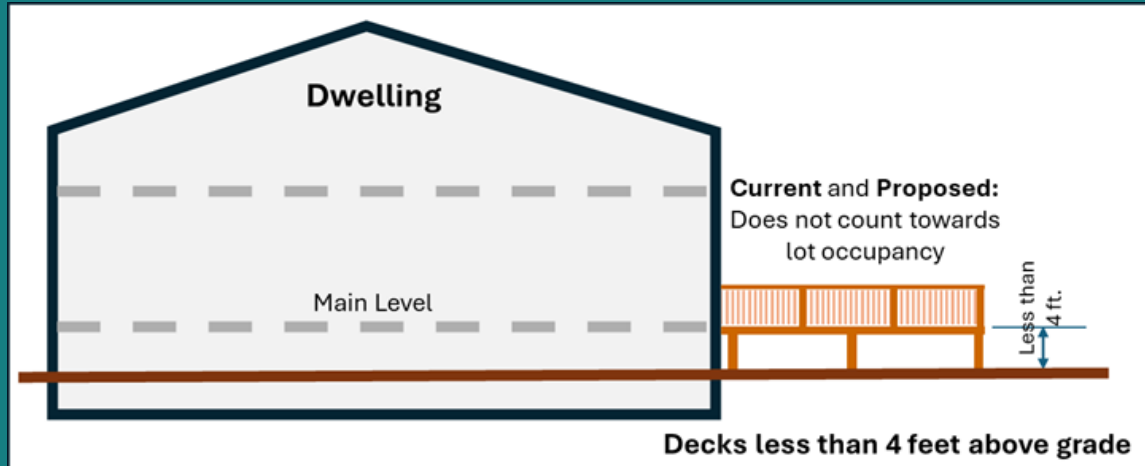 Dwelling
Current and Proposed:
Does not count towards
lot occupancy
Main Level
Less than
4 ft.
Decks less than 4 feet above grade